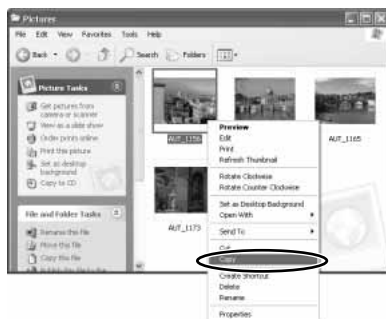 Pictures
File Edit View Favorites Tools Help
Back Search Folders
Picture Tasks
Get pictures from
camera or scanner
View as a slide show
Order prints online
Print this picture
Set as desktop
background
Copy to CD
File and Folder Tasks
Rename this file
Move this file
Copy this file
AUT_1156
AUT_1165
AUT_1173
Preview
Edit
Print
Refresh Thumbnail
Rotate Clockwise
Rotate Counter Clockwise
Set as Desktop Background
Open With
Send To
Cut
Copy
Create Shortcut
Delete
Rename
Properties